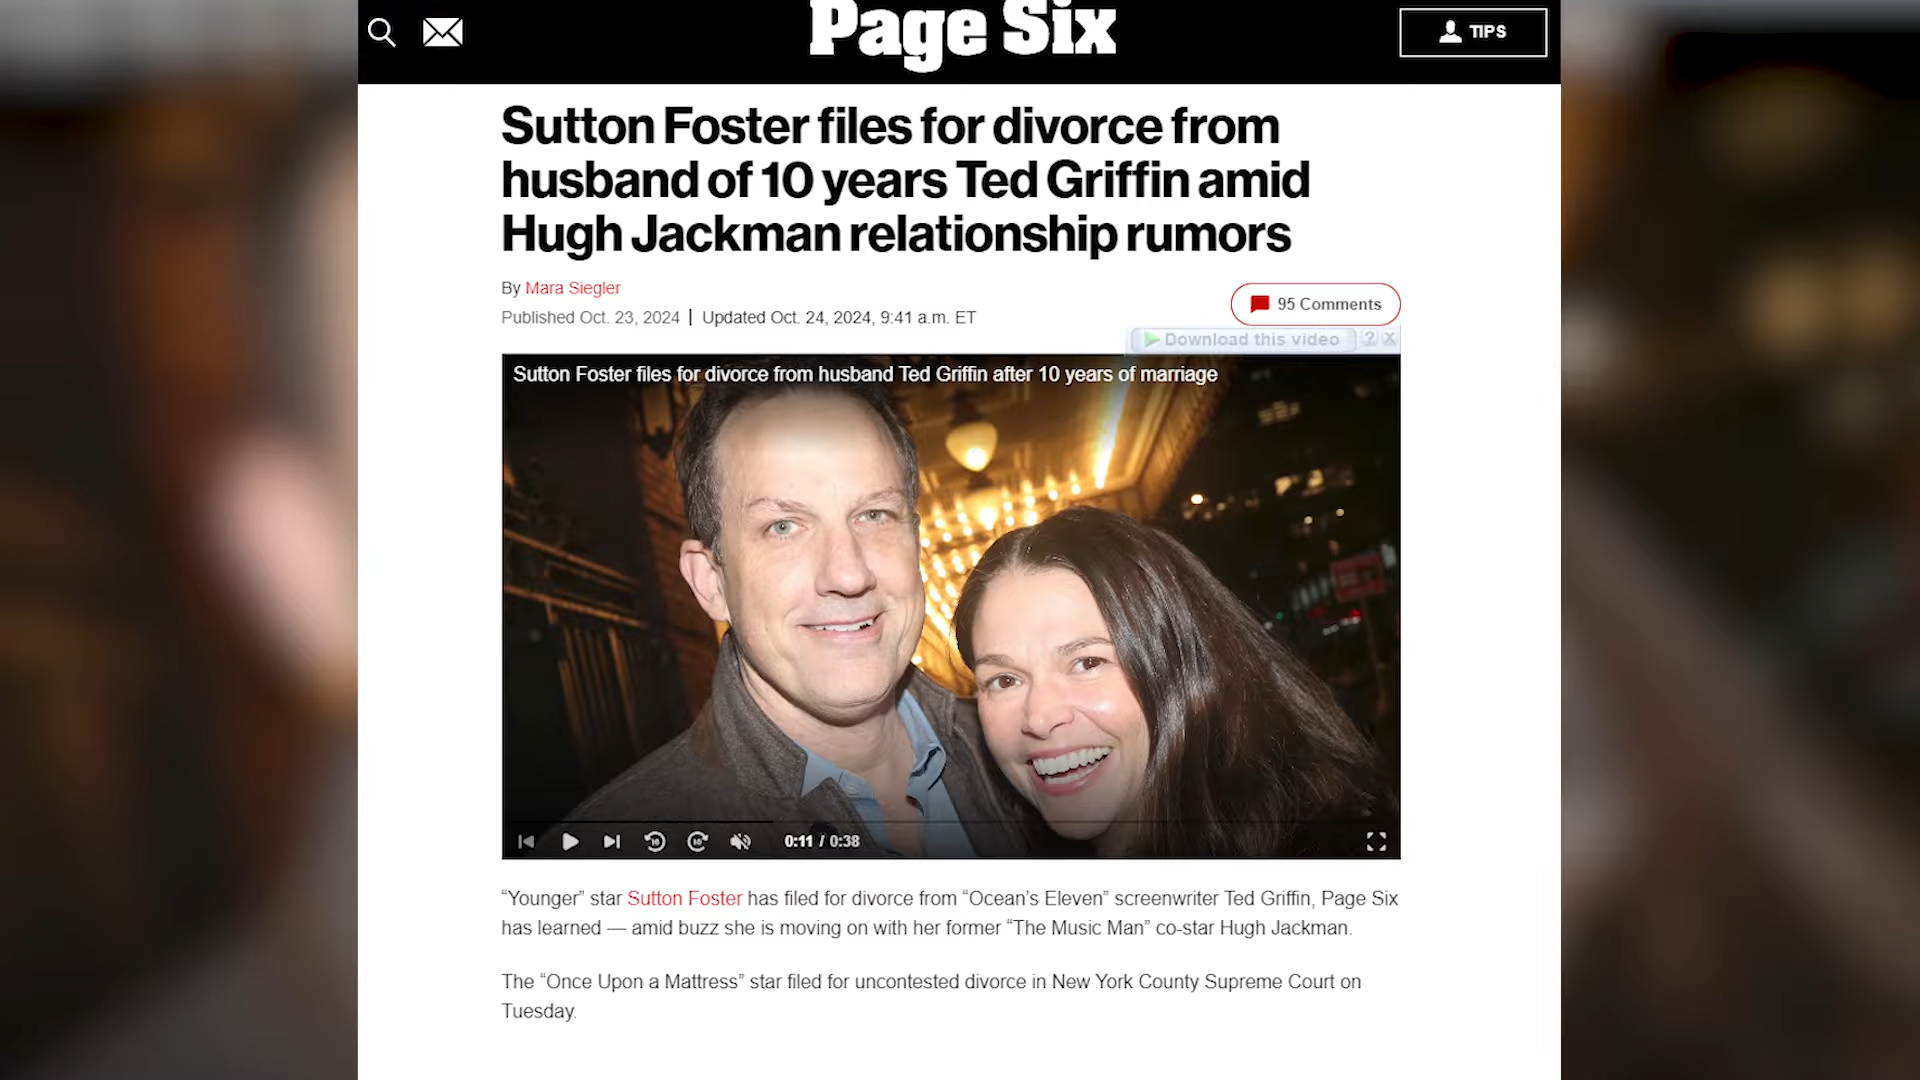 Page Six
TIPS
Sutton Foster files for divorce from
husband of 10 years Ted Griffin amid
Hugh Jackman relationship rumors
By Mara Siegler
Published Oct. 23, 2024 | Updated Oct. 24, 2024, 9:41 a.m. ET
95 Comments
Download this video ? X
Sutton Foster files for divorce from husband Ted Griffin after 10 years of marriage
10 10 0:11 / 0:38
“Younger” star Sutton Foster has filed for divorce from “Ocean’s Eleven” screenwriter Ted Griffin, Page Six
has learned — amid buzz she is moving on with her former “The Music Man” co-star Hugh Jackman.
The “Once Upon a Mattress” star filed for uncontested divorce in New York County Supreme Court on
Tuesday.